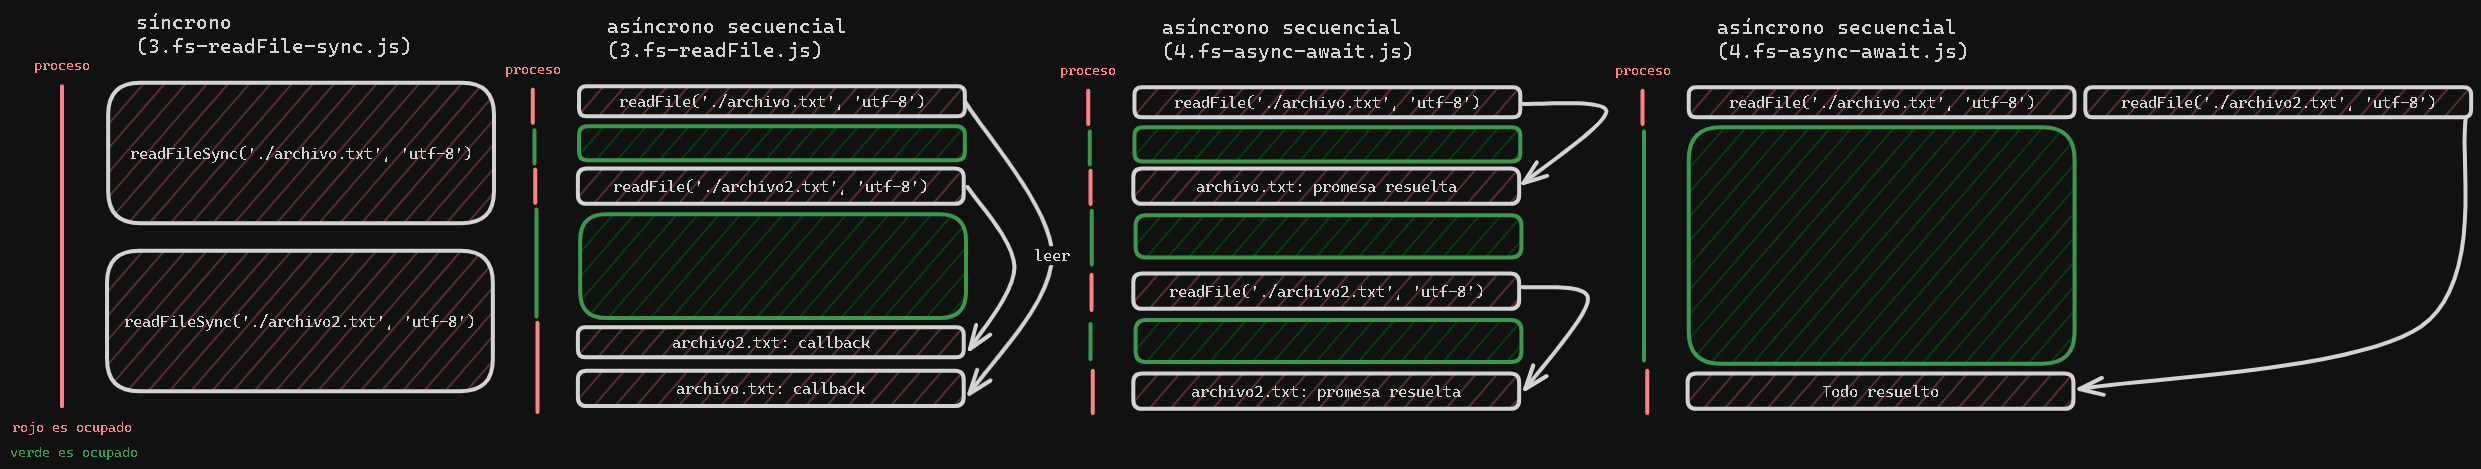 síncrono
(3.fs-readFile-sync.js)
proceso
readFileSync('./archivo.txt', 'utf-8')
readFileSync('./archivo2.txt', 'utf-8')
rojo es ocupado
verde es ocupado
asíncrono secuencial
(3.fs-readFile.js)
proceso
readFile('./archivo.txt', 'utf-8')
readFile('./archivo2.txt', 'utf-8')
leer
archivo2.txt: callback
archivo.txt: callback
asíncrono secuencial
(4.fs-async-await.js)
proceso
readFile('./archivo.txt', 'utf-8')
archivo.txt: promesa resuelta
readFile('./archivo2.txt', 'utf-8')
archivo2.txt: promesa resuelta
asíncrono secuencial
(4.fs-async-await.js)
proceso
readFile('./archivo.txt', 'utf-8')
readFile('./archivo2.txt', 'utf-8')
Todo resuelto